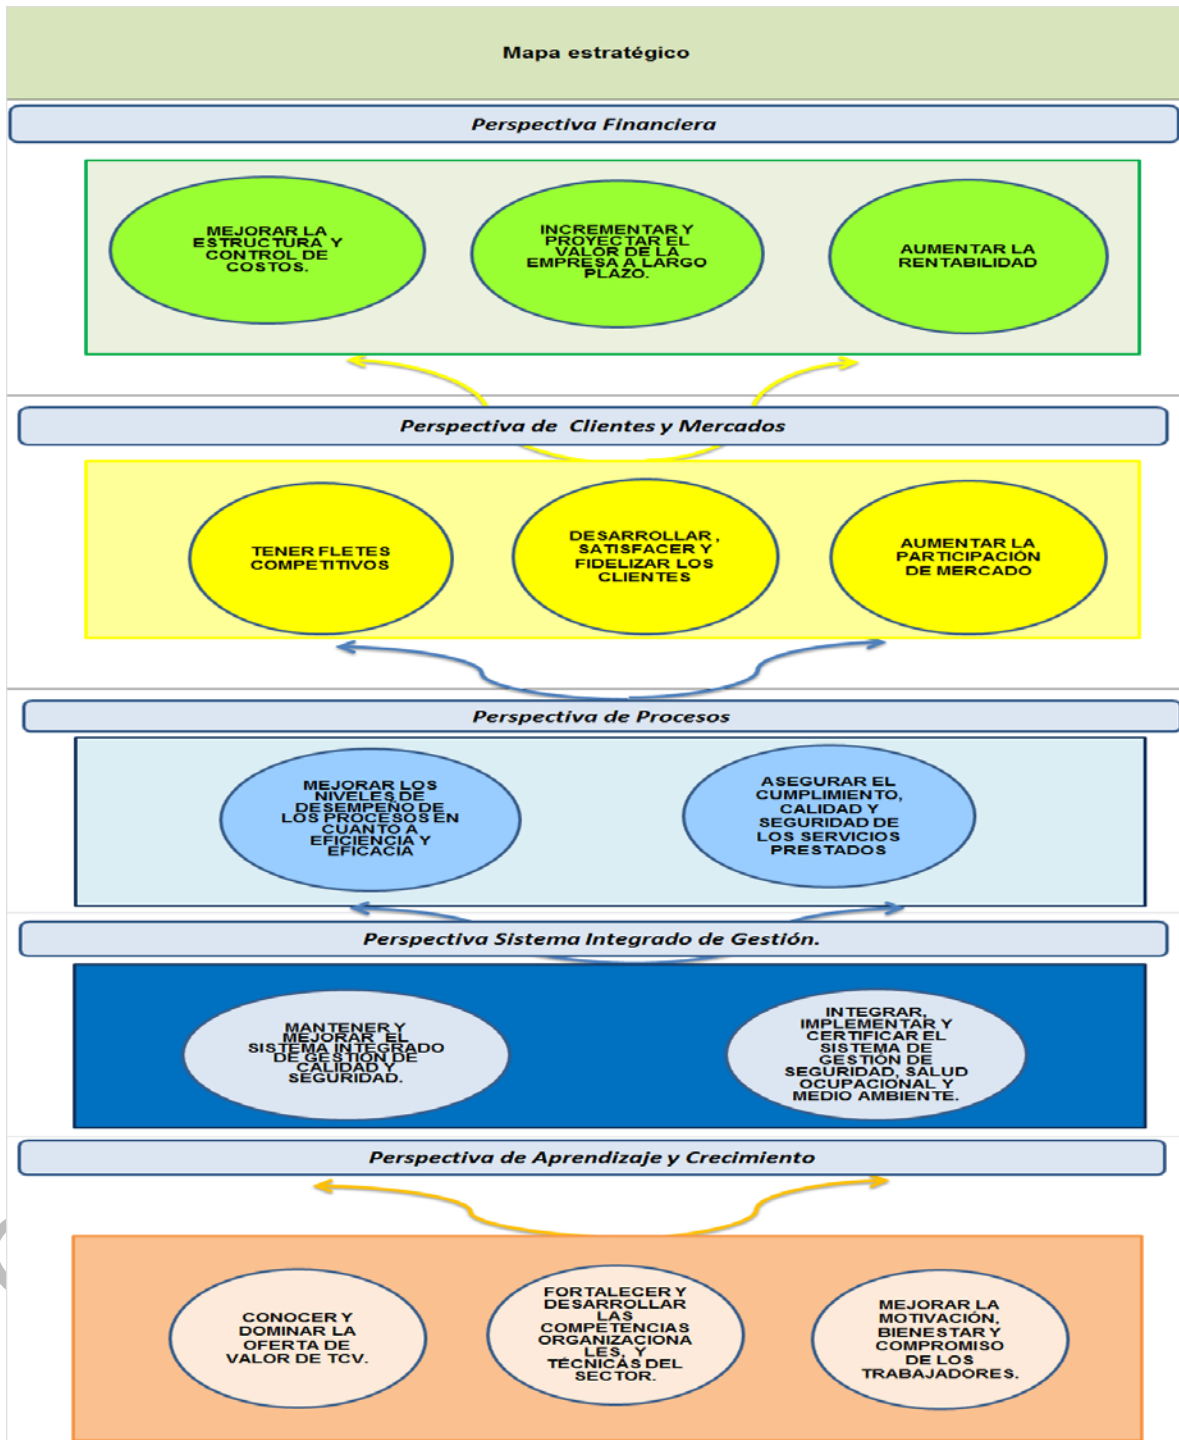 Mapa estratégico
Perspectiva Financiera
MEJORAR LA
ESTRUCTURA Y
CONTROL DE
COSTOS.
INCREMENTAR Y
PROYECTAR EL
VALOR DE LA
EMPRESA A LARGO
PLAZO.
AUMENTAR LA
RENTABILIDAD
Perspectiva de Clientes y Mercados
TENER FLETES
COMPETITIVOS
DESARROLLAR ,
SATISFACER Y
FIDELIZAR LOS
CLIENTES
AUMENTAR LA
PARTICIPACIÓN
DE MERCADO
Perspectiva de Procesos
MEJORAR LOS
NIVELES DE
DESEMPEÑO DE
LOS PROCESOS EN
CUANTO A
EFICIENCIA Y
EFICACIA
ASEGURAR EL
CUMPLIMIENTO,
CALIDAD Y
SEGURIDAD DE
LOS SERVICIOS
PRESTADOS
Perspectiva Sistema Integrado de Gestión.
MANTENER Y
MEJORAR EL
SISTEMA INTEGRADO
DE GESTIÓN DE
CALIDAD Y
SEGURIDAD.
INTEGRAR,
IMPLEMENTAR Y
CERTIFICAR EL
SISTEMA DE
GESTIÓN DE
SEGURIDAD, SALUD
OCUPACIONAL Y
MEDIO AMBIENTE.
Perspectiva de Aprendizaje y Crecimiento
CONOCER Y
DOMINAR LA
OFERTA DE
VALOR DE TCV.
FORTALECER Y
DESARROLLAR
LAS
COMPETENCIAS
ORGANIZACIONA
LES, Y
TÉCNICAS DEL
SECTOR.
MEJORAR LA
MOTIVACIÓN,
BIENESTAR Y
COMPROMISO
DE LOS
TRABAJADORES.